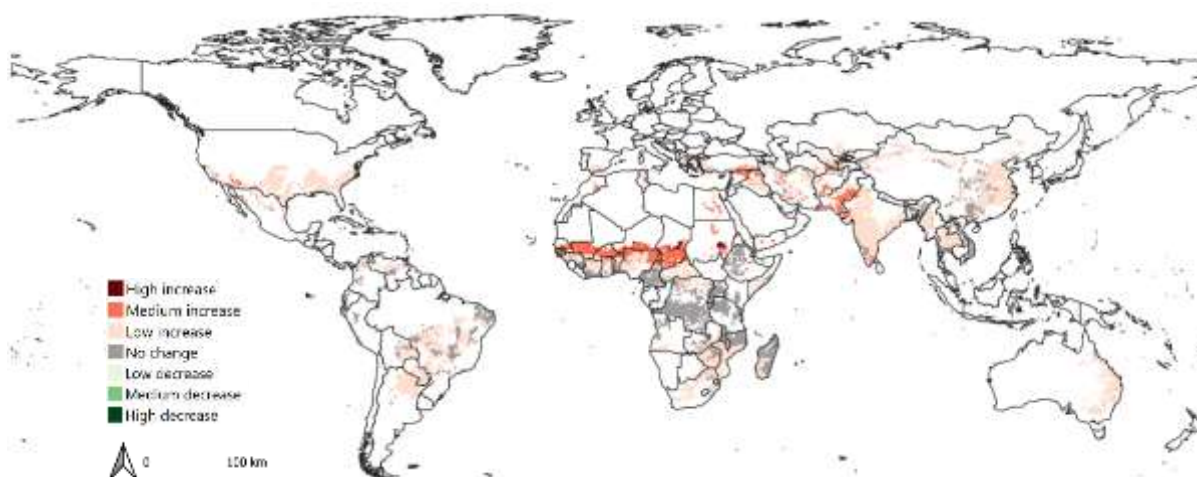 High increase
Medium increase
Low increase
No change
Low decrease
Medium decrease
High decrease
0 100 km